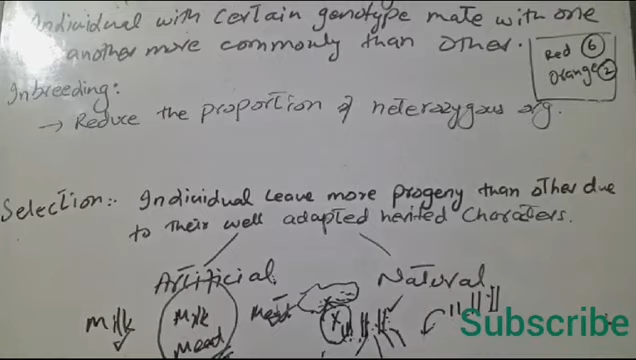 Individual with certain genotype mate with one
another more commonly than other.
Red 6
Orange 2
Inbreeding:
→ Reduce the proportion of heterozygous org.
Selection:- Individual leave more progeny than other due
to their well adapted herited Charaters.
Artificial
Natural
milk
Milk
Meat
X
Subscribe